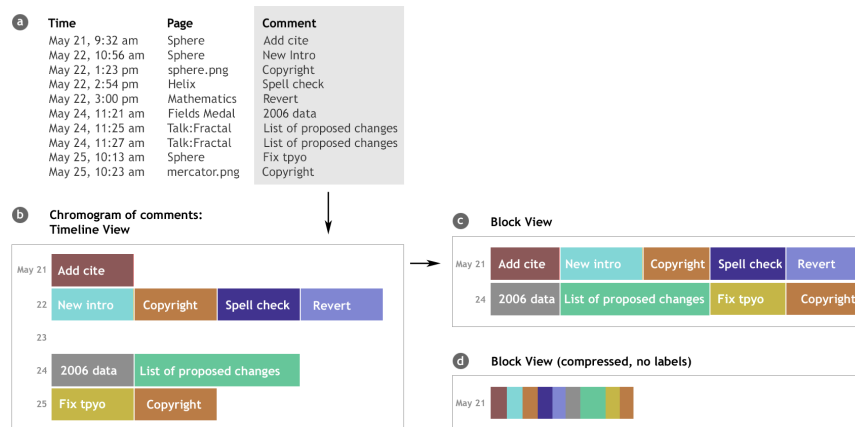 a Time Page Comment
May 21, 9:32 am Sphere Add cite
May 22, 10:56 am Sphere New Intro
May 22, 1:23 pm sphere.png Copyright
May 22, 2:54 pm Helix Spell check
May 22, 3:00 pm Mathematics Revert
May 24, 11:21 am Fields Medal 2006 data
May 24, 11:25 am Talk:Fractal List of proposed changes
May 24, 11:27 am Talk:Fractal List of proposed changes
May 25, 10:13 am Sphere Fix tpyo
May 25, 10:23 am mercator.png Copyright
b Chromogram of comments:
Timeline View
May 21 Add cite
22 New intro Copyright Spell check Revert
23
24 2006 data List of proposed changes
25 Fix tpyo Copyright
c Block View
May 21 Add cite New intro Copyright Spell check Revert
24 2006 data List of proposed changes Fix tpyo Copyright
d Block View (compressed, no labels)
May 21